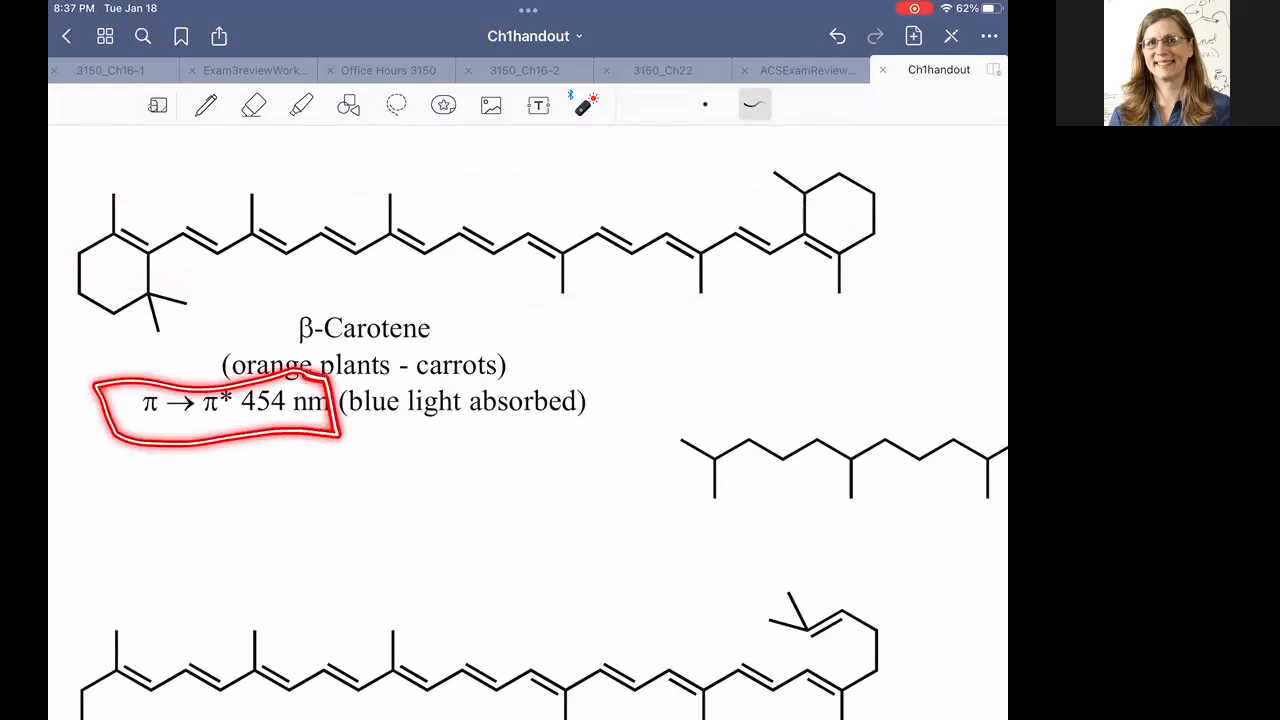 8:37 PM Tue Jan 18
62%
Ch1handout
3150_Ch16-1
Exam3reviewWork...
Office Hours 3150
3150_Ch16-2
3150_Ch22
ACSExamReview...
Ch1handout
T
β-Carotene
(orange plants - carrots)
π → π* 454 nm (blue light absorbed)